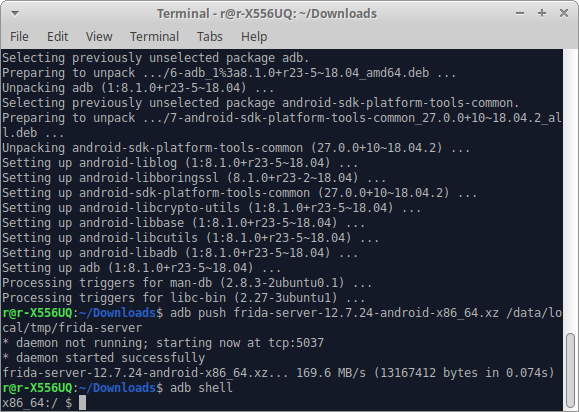 Terminal - r@r-X556UQ: ~/Downloads
File Edit View Terminal Tabs Help
Selecting previously unselected package adb.
Preparing to unpack .../6-adb_1%3a8.1.0+r23-5~18.04_amd64.deb ...
Unpacking adb (1:8.1.0+r23-5~18.04) ...
Selecting previously unselected package android-sdk-platform-tools-common.
Preparing to unpack .../7-android-sdk-platform-tools-common_27.0.0+10~18.04.2_al
l.deb ...
Unpacking android-sdk-platform-tools-common (27.0.0+10~18.04.2) ...
Setting up android-liblog (1:8.1.0+r23-5~18.04) ...
Setting up android-libboringssl (8.1.0+r23-2~18.04) ...
Setting up android-sdk-platform-tools-common (27.0.0+10~18.04.2) ...
Setting up android-libcrypto-utils (1:8.1.0+r23-5~18.04) ...
Setting up android-libbase (1:8.1.0+r23-5~18.04) ...
Setting up android-libcutils (1:8.1.0+r23-5~18.04) ...
Setting up android-libadb (1:8.1.0+r23-5~18.04) ...
Setting up adb (1:8.1.0+r23-5~18.04) ...
Processing triggers for man-db (2.8.3-2ubuntu0.1) ...
Processing triggers for libc-bin (2.27-3ubuntu1) ...
r@r-X556UQ:~/Downloads$ adb push frida-server-12.7.24-android-x86_64.xz /data/lo
cal/tmp/frida-server
* daemon not running; starting now at tcp:5037
* daemon started successfully
frida-server-12.7.24-android-x86_64.xz... 169.6 MB/s (13167412 bytes in 0.074s)
r@r-X556UQ:~/Downloads$ adb shell
x86_64:/ $